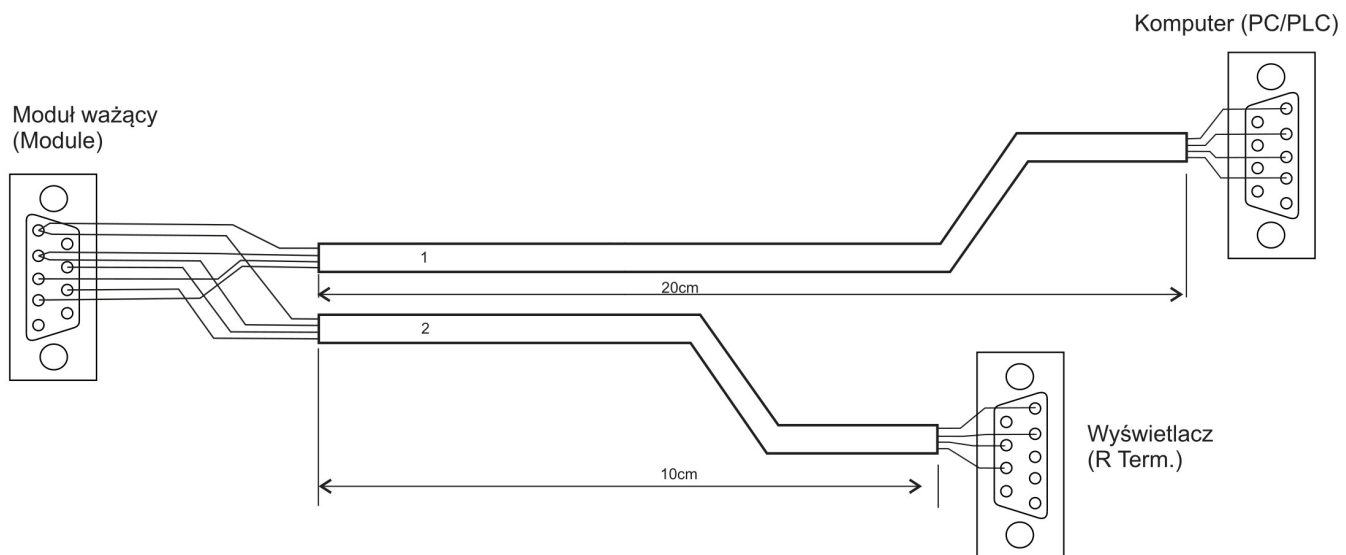 Komputer (PC/PLC)
Moduł ważący
(Module)
1
20cm
2
10cm
Wyświetlacz
(R Term.)